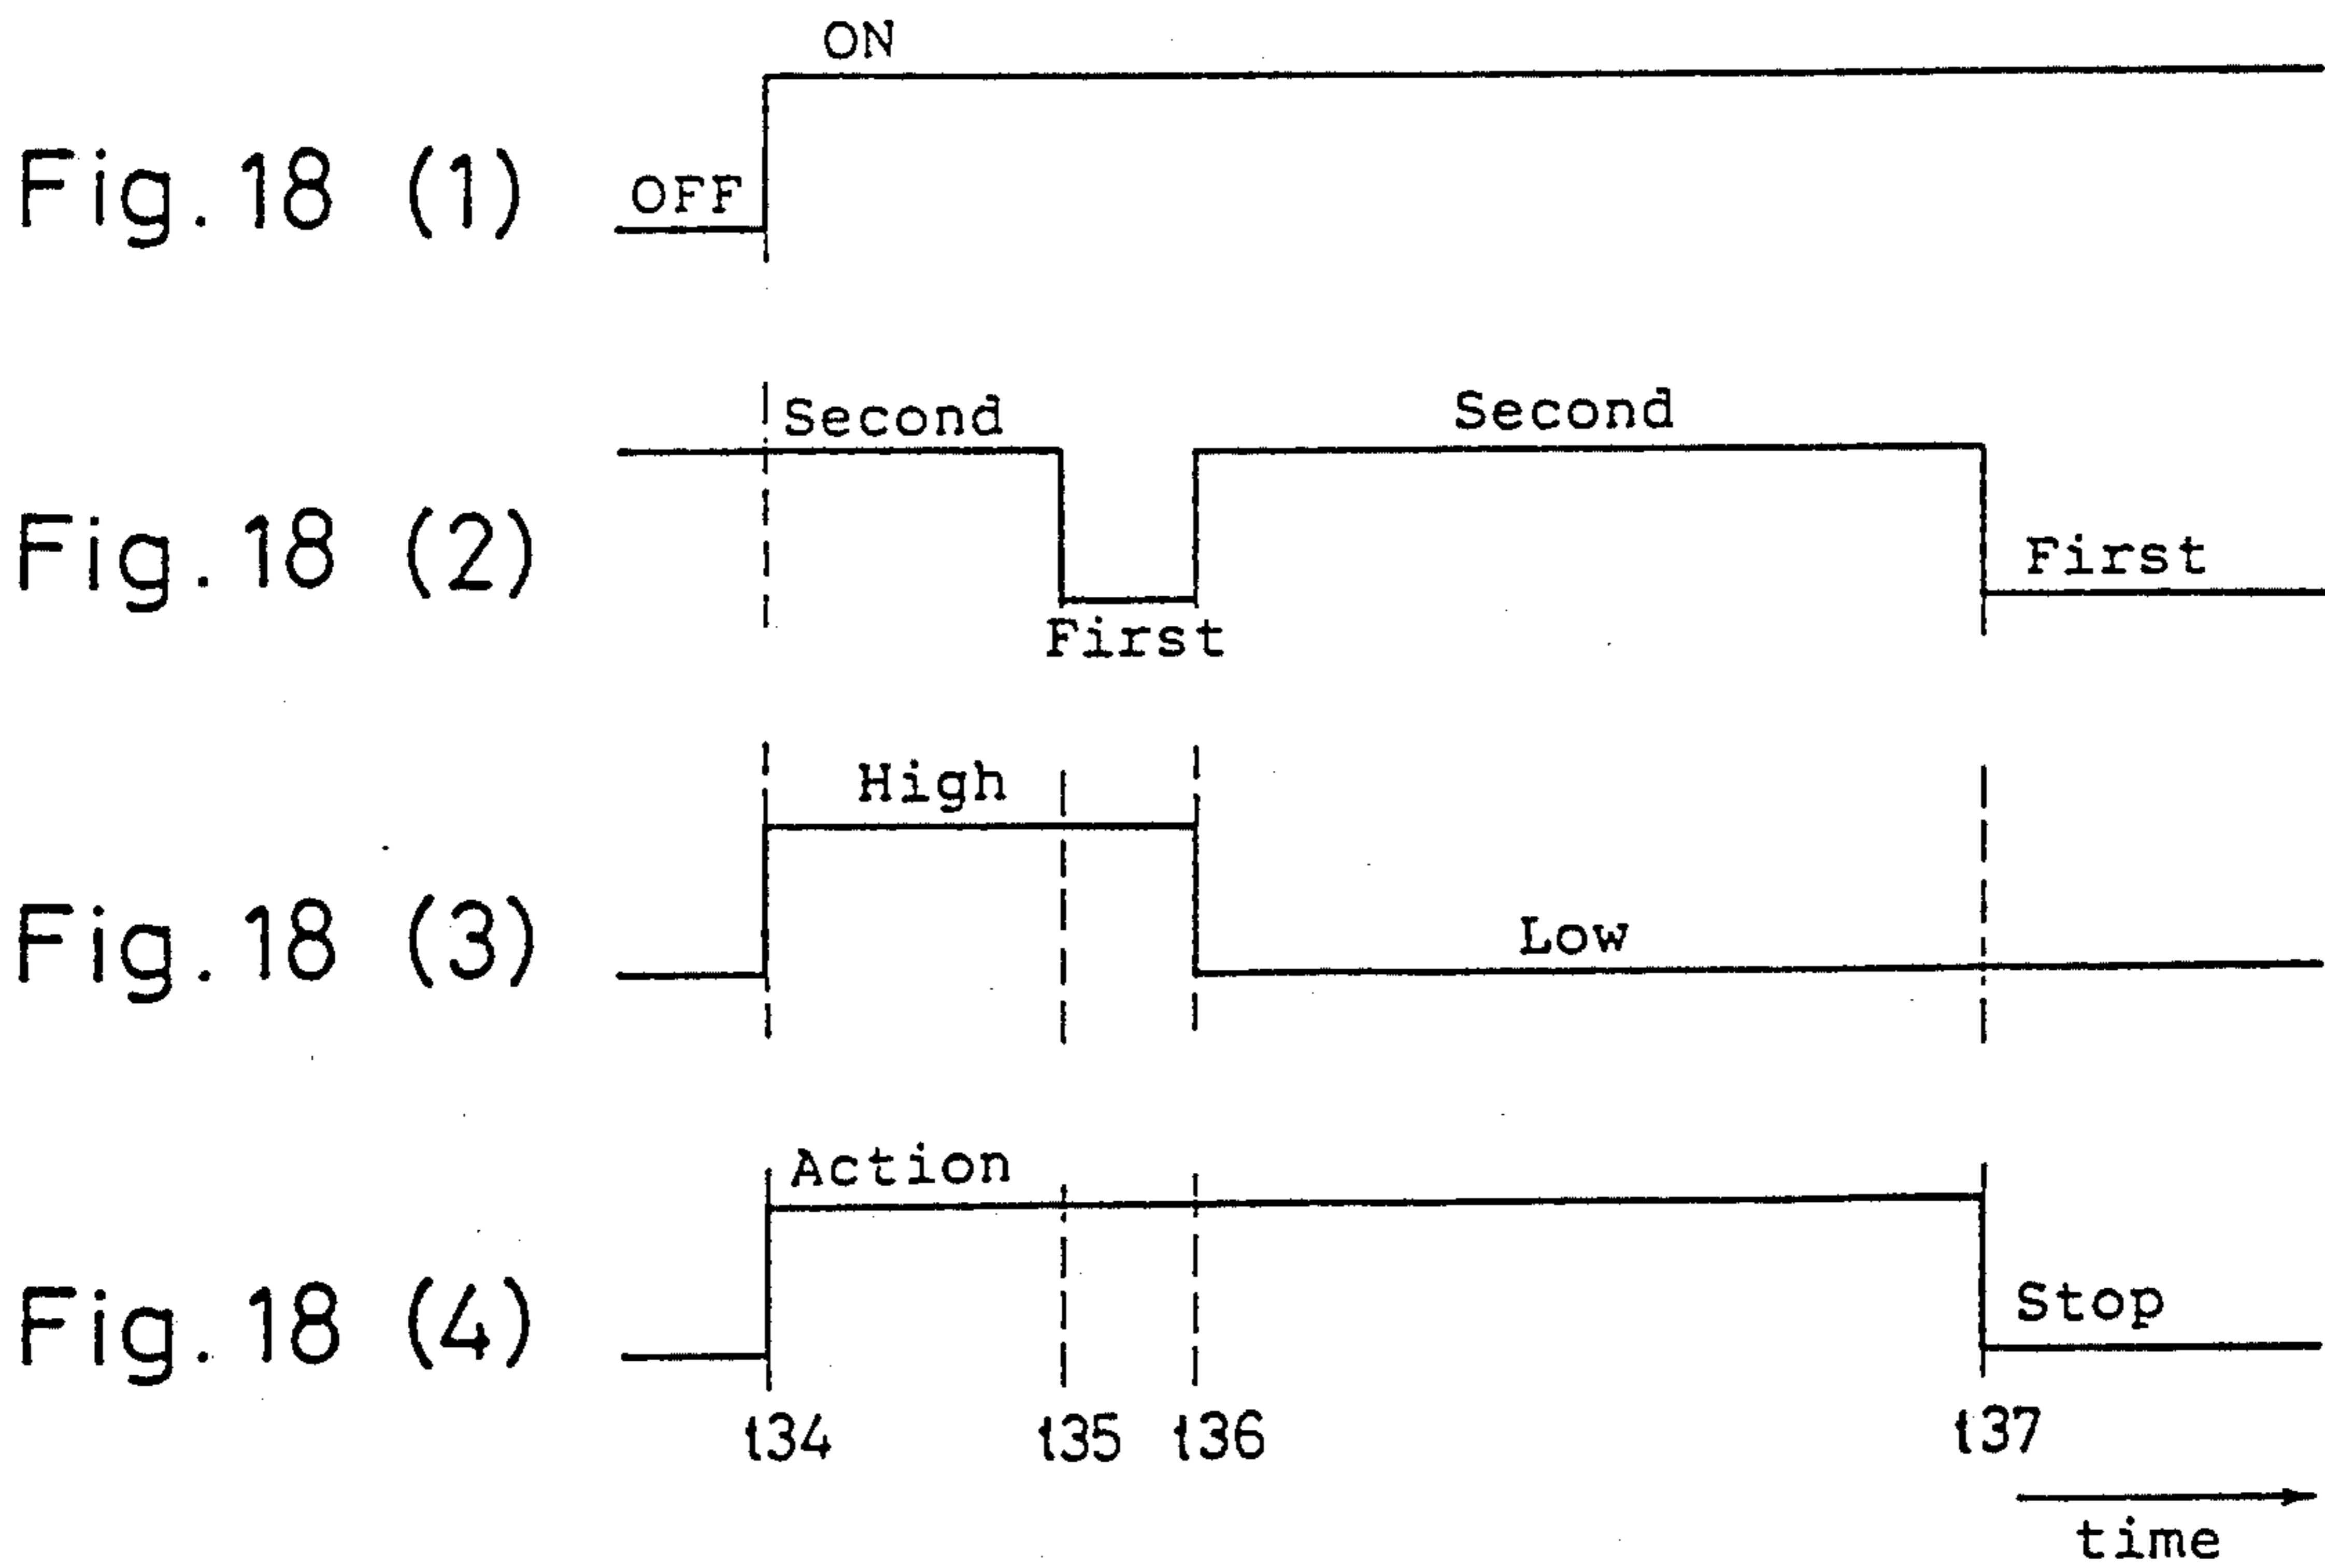 ON
OFF
Fig. 18 (1)
Second
Second
Fig. 18 (2)
First
First
High
Fig. 18 (3)
Low
Action
Fig. 18 (4)
Stop
t34 t35 t36 t37
time